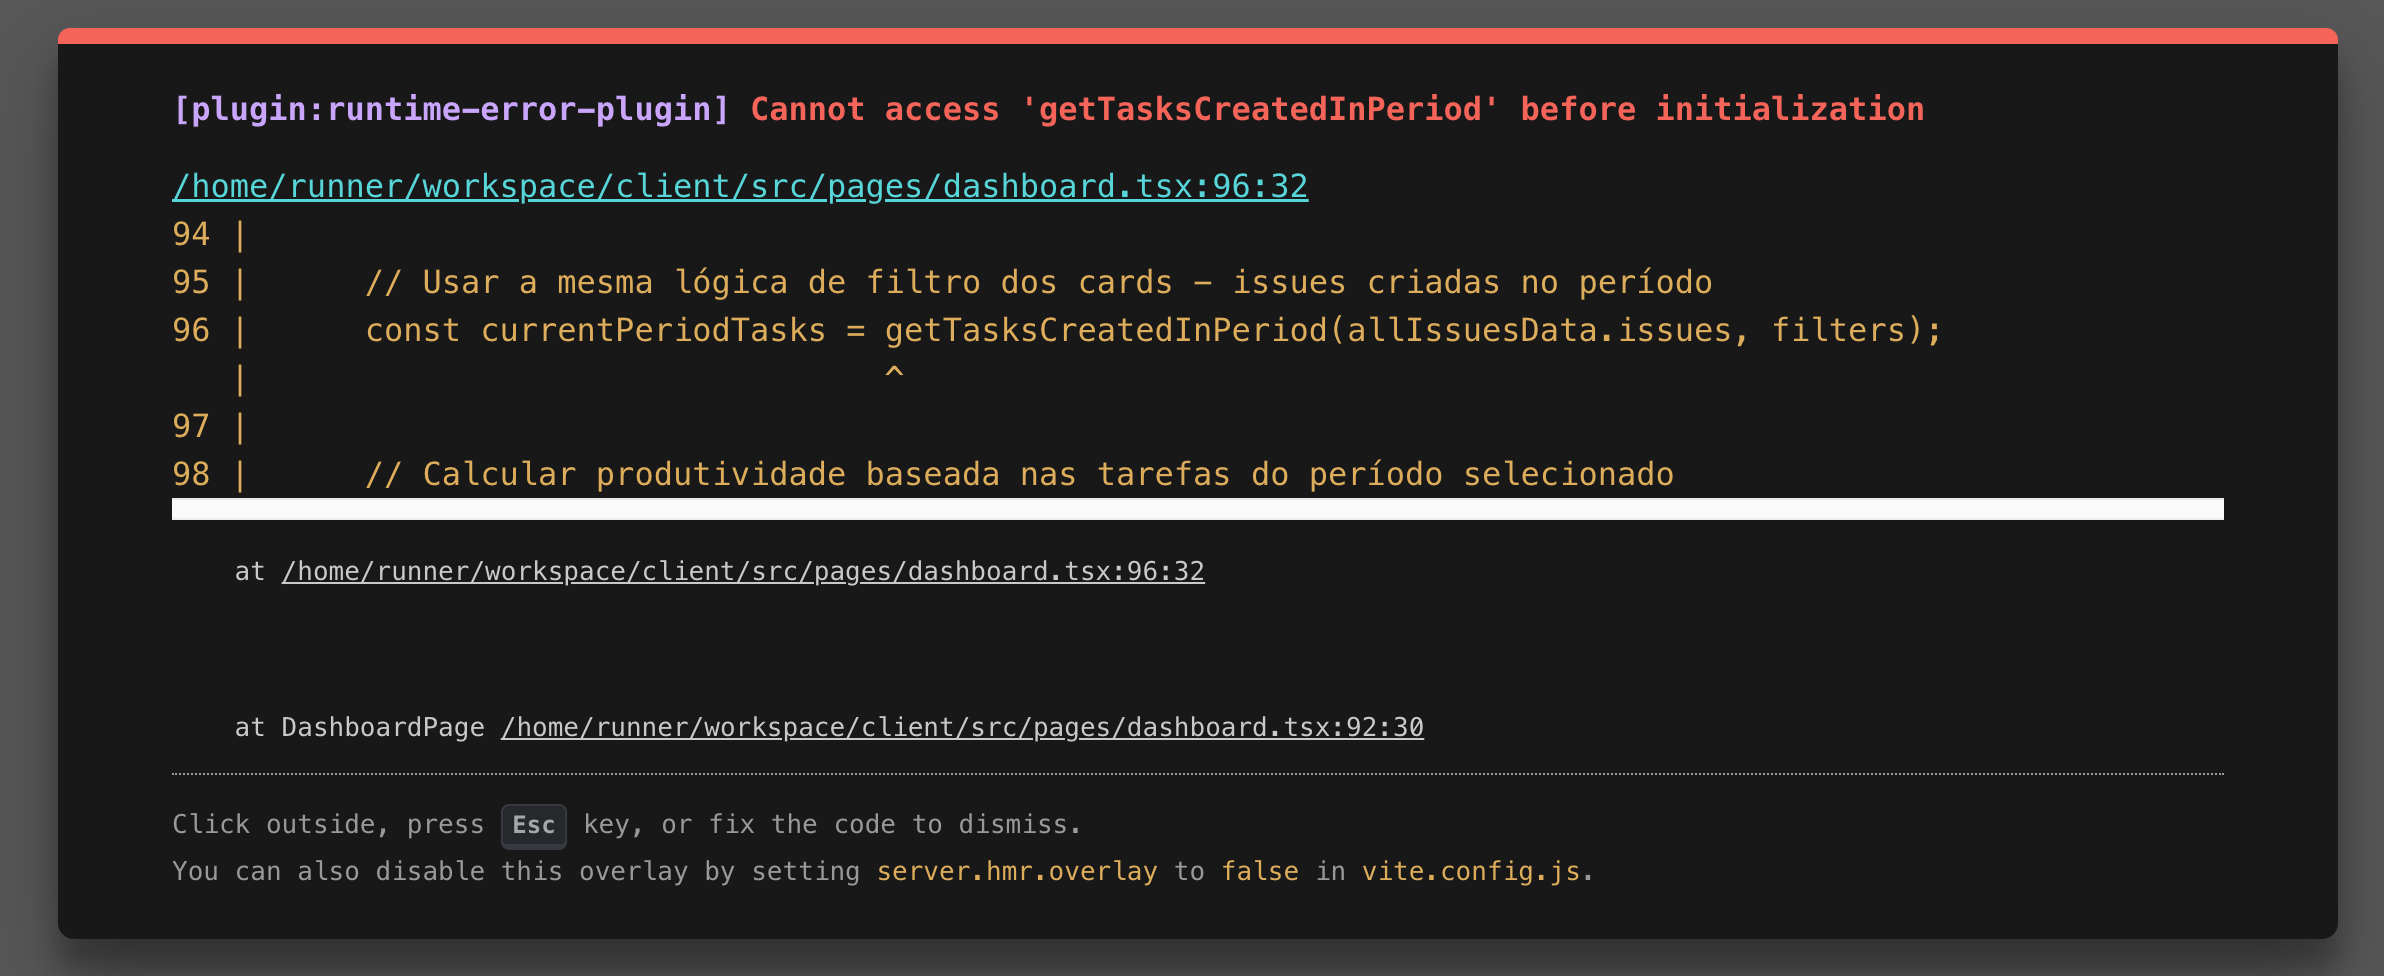 [plugin:runtime-error-plugin] Cannot access 'getTasksCreatedInPeriod' before initialization
/home/runner/workspace/client/src/pages/dashboard.tsx:96:32
94 |
95 |      // Usar a mesma lógica de filtro dos cards - issues criadas no período
96 |      const currentPeriodTasks = getTasksCreatedInPeriod(allIssuesData.issues, filters);
   |                                 ^
97 |
98 |      // Calcular produtividade baseada nas tarefas do período selecionado
at /home/runner/workspace/client/src/pages/dashboard.tsx:96:32
at DashboardPage /home/runner/workspace/client/src/pages/dashboard.tsx:92:30
Click outside, press Esc key, or fix the code to dismiss.
You can also disable this overlay by setting server.hmr.overlay to false in vite.config.js.